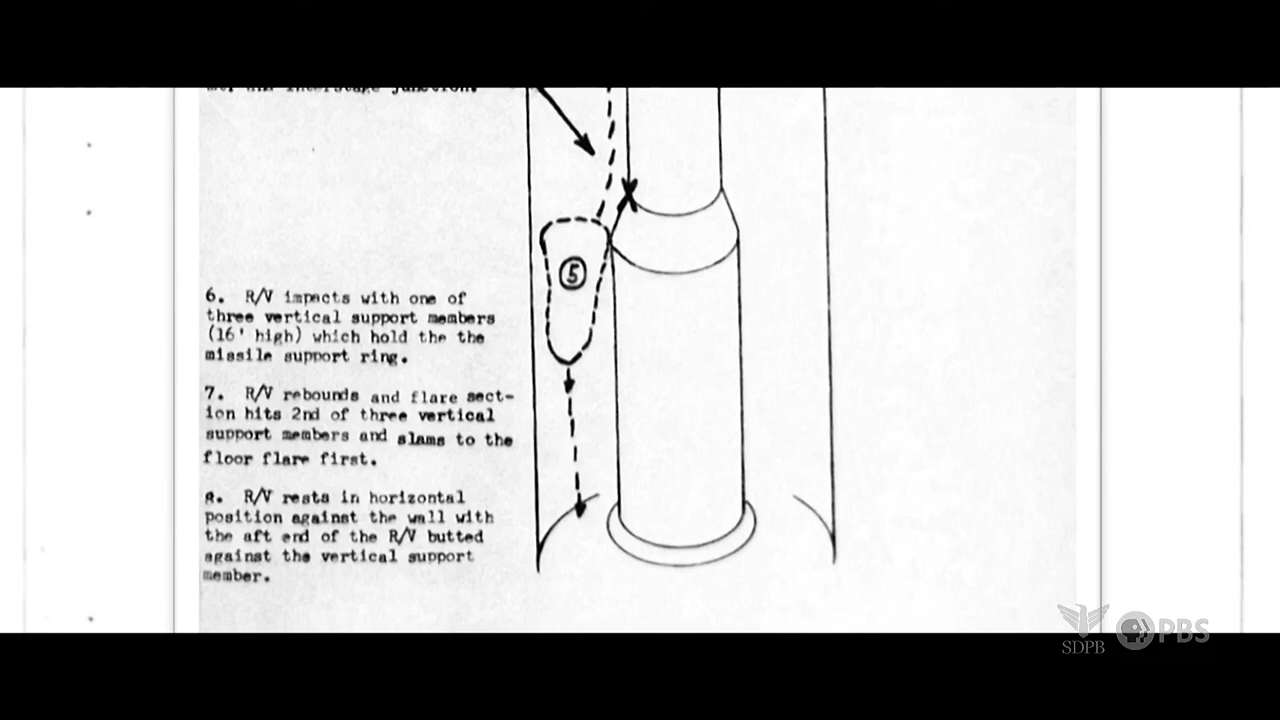 interstage junction.
5
6. R/V impacts with one of
three vertical support members
(16' high) which hold the the
missile support ring.
7. R/V rebounds and flare sect-
ion hits 2nd of three vertical
support members and slams to the
floor flare first.
8. R/V rests in horizontal
position against the wall with
the aft end of the R/V butted
against the vertical support
member.
SDPB
PBS